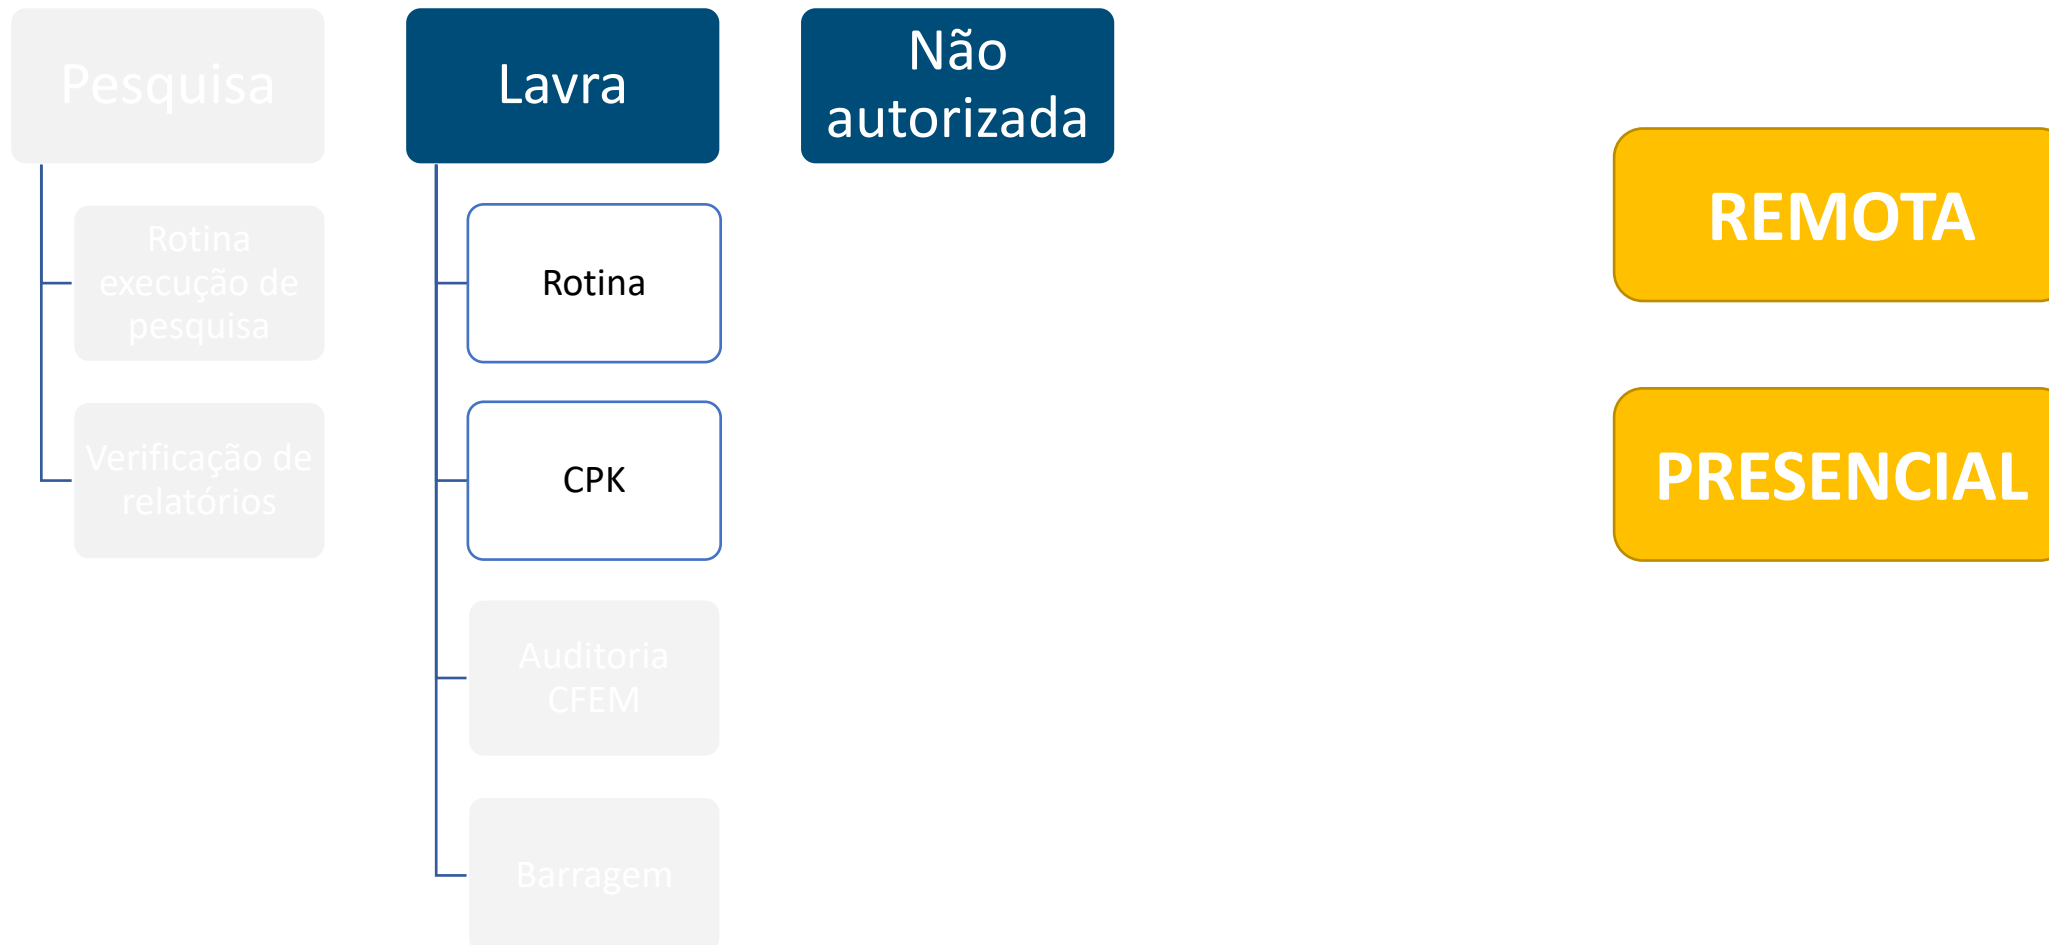 Pesquisa
Rotina
execução de
pesquisa
Verificação de
relatórios
Lavra
Rotina
CPK
Auditoria
CFEM
Barragem
Não
autorizada
REMOTA
PRESENCIAL